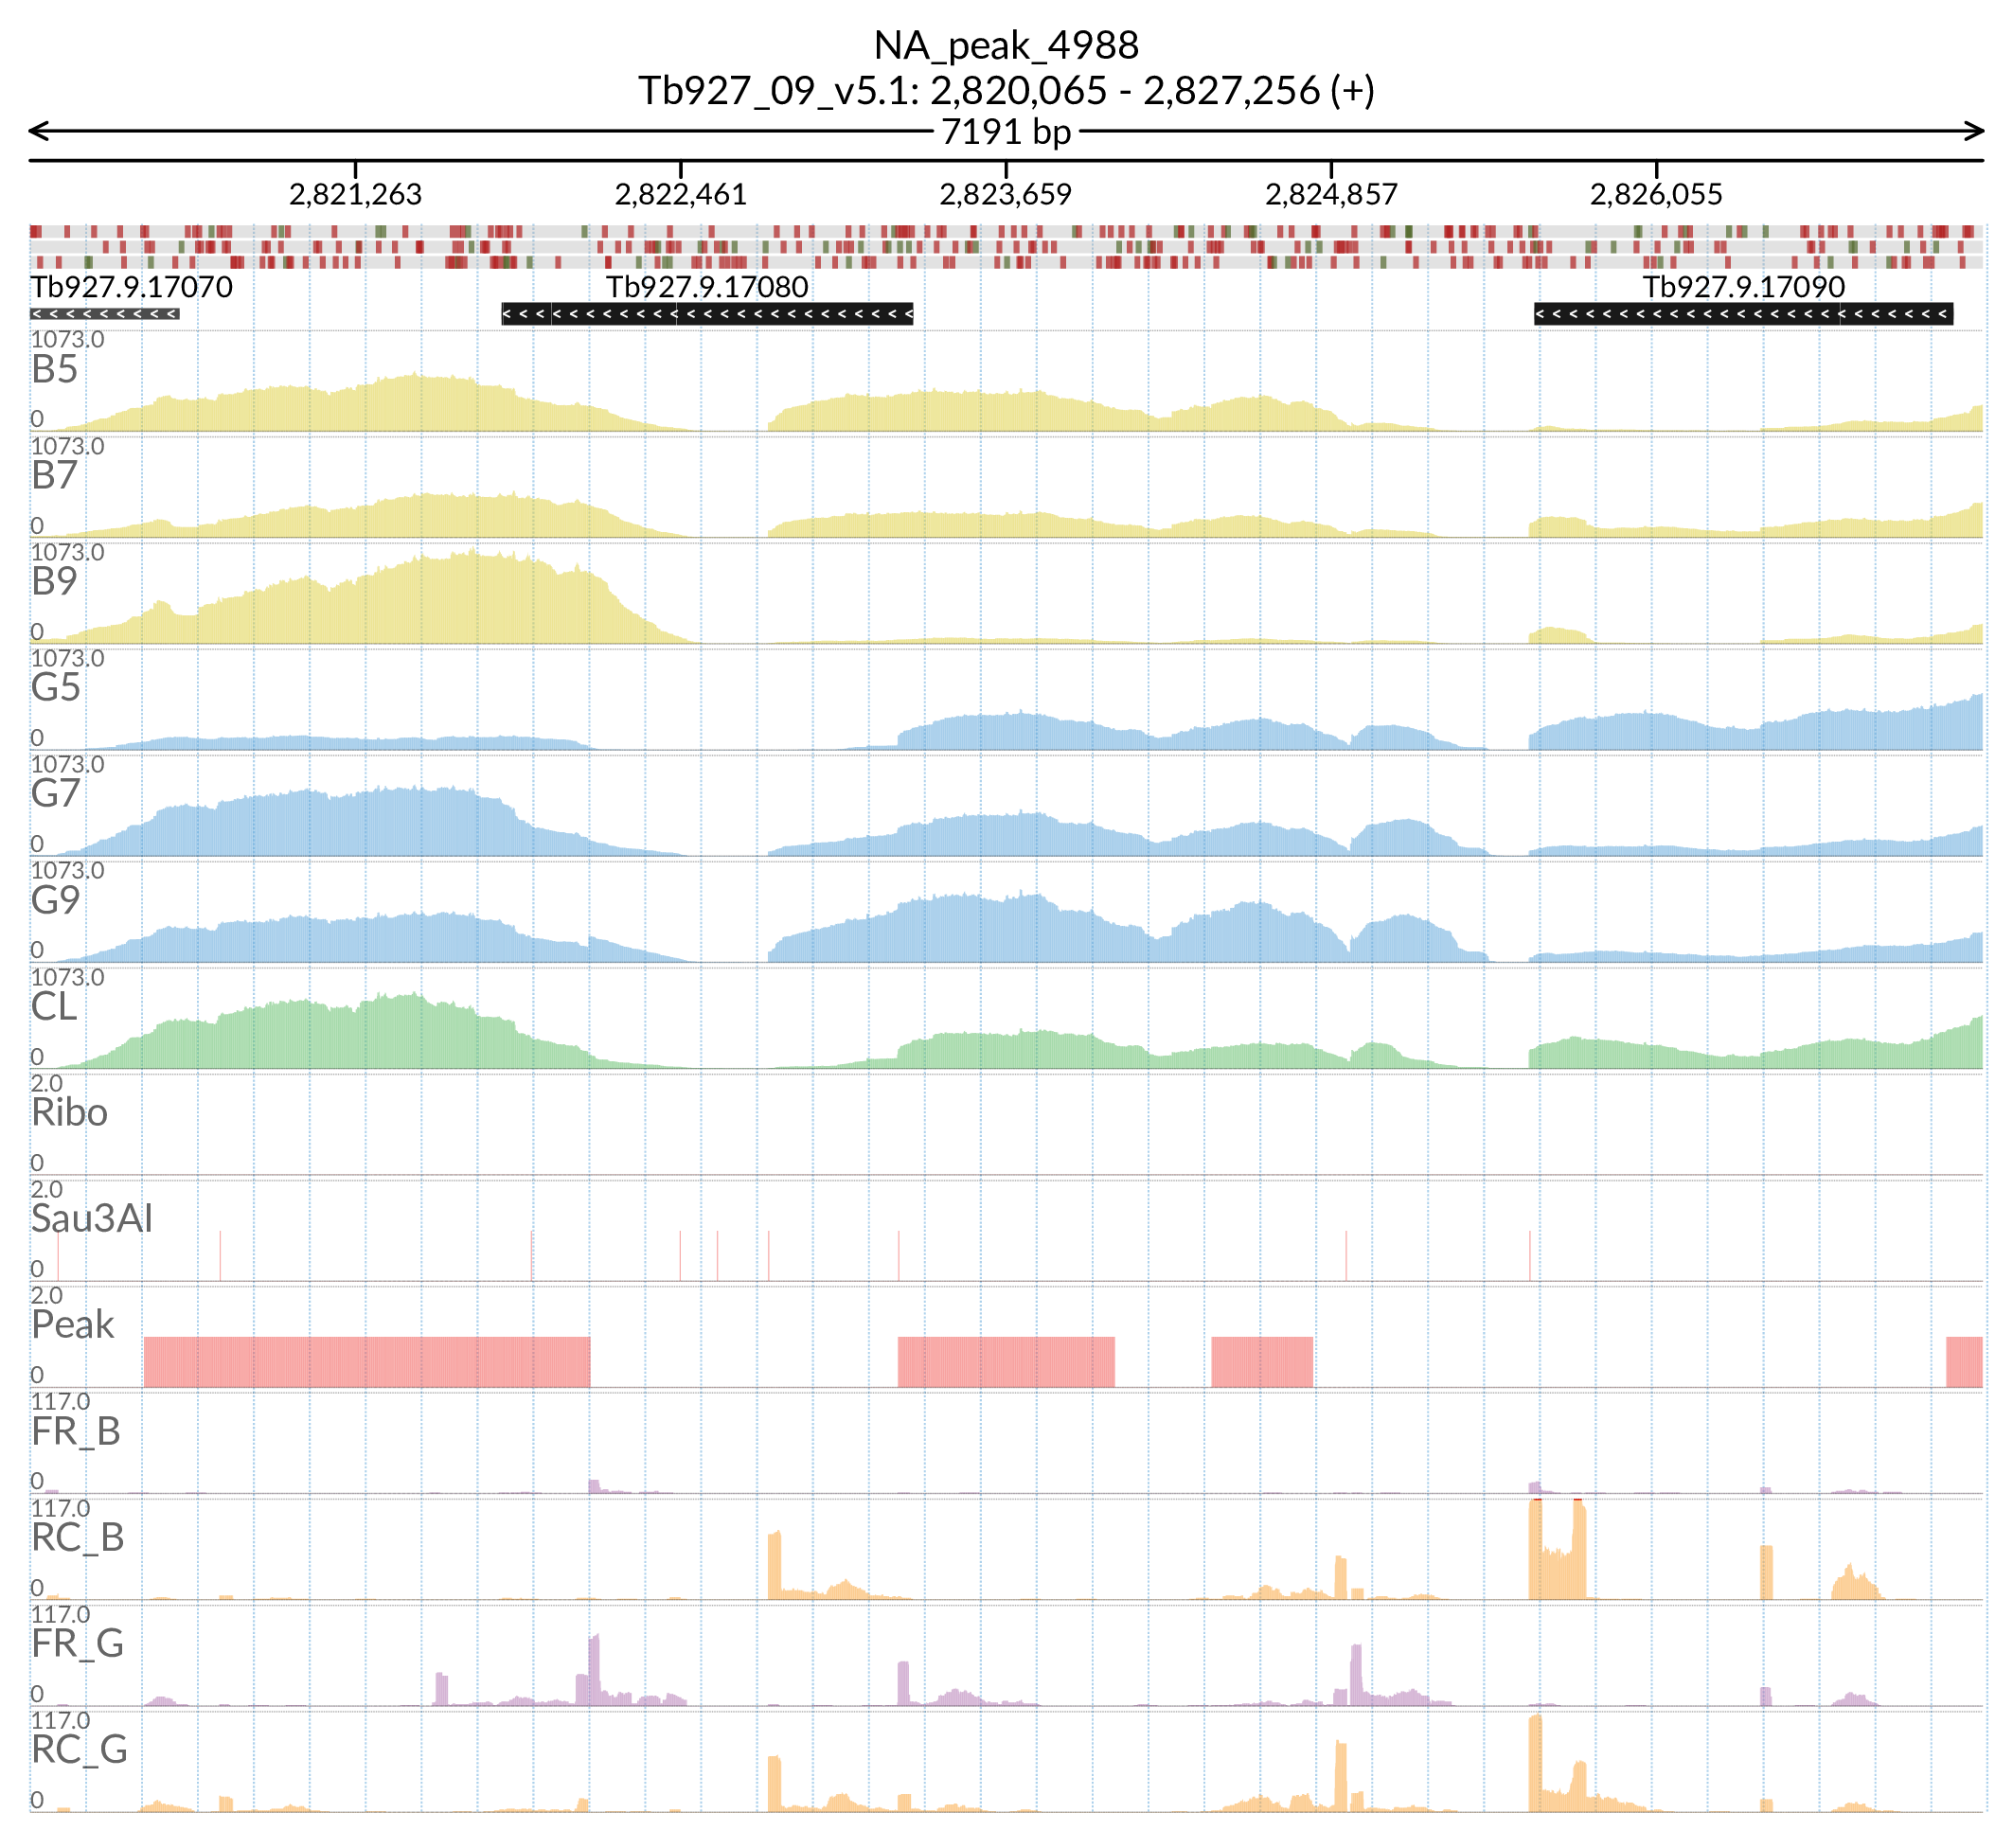 NA_peak_4988
Tb927_09_v5.1: 2,820,065 - 2,827,256 (+)
7191 bp
2,821,263 2,822,461 2,823,659 2,824,857 2,826,055
Tb927.9.17070 Tb927.9.17080 Tb927.9.17090
1073.0
B5
0
1073.0
B7
0
1073.0
B9
0
1073.0
G5
0
1073.0
G7
0
1073.0
G9
0
1073.0
CL
0
2.0
Ribo
0
2.0
Sau3AI
0
2.0
Peak
0
117.0
FR_B
0
117.0
RC_B
0
117.0
FR_G
0
117.0
RC_G
0